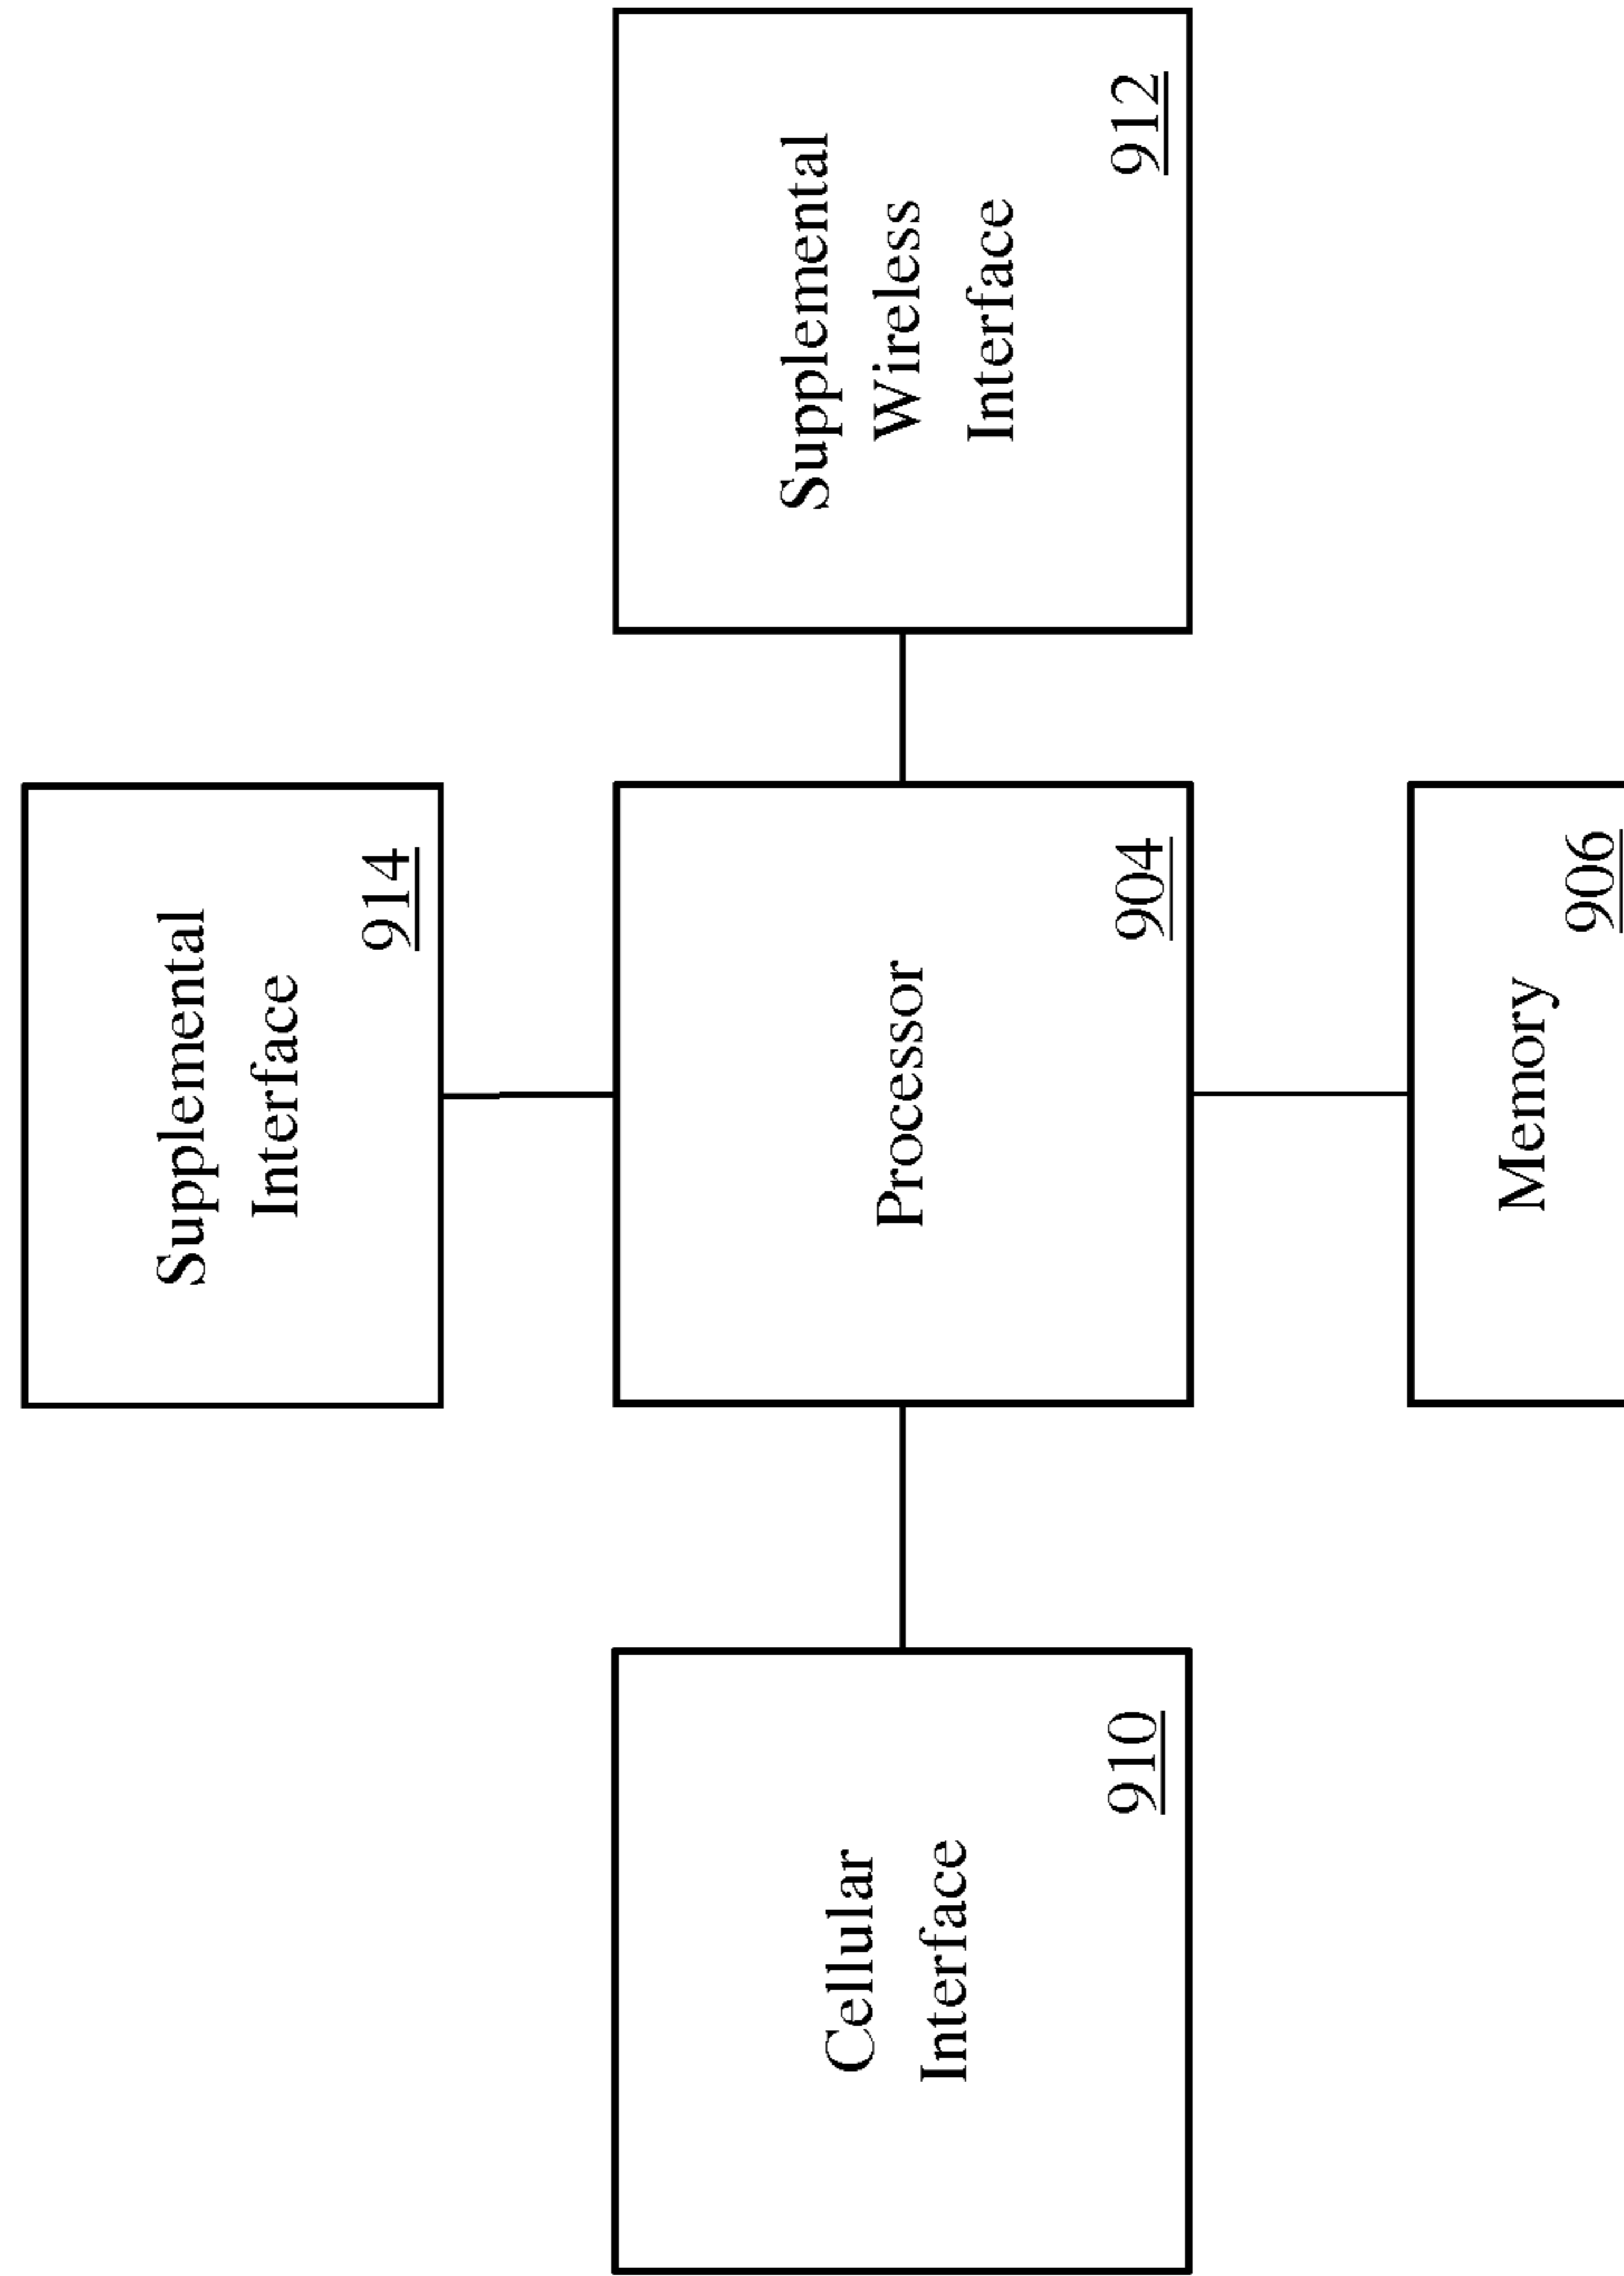 Cellular
Interface
910
Supplemental
Interface
914
Processor
904
Memory
906
Supplemental
Wireless
Interface
912